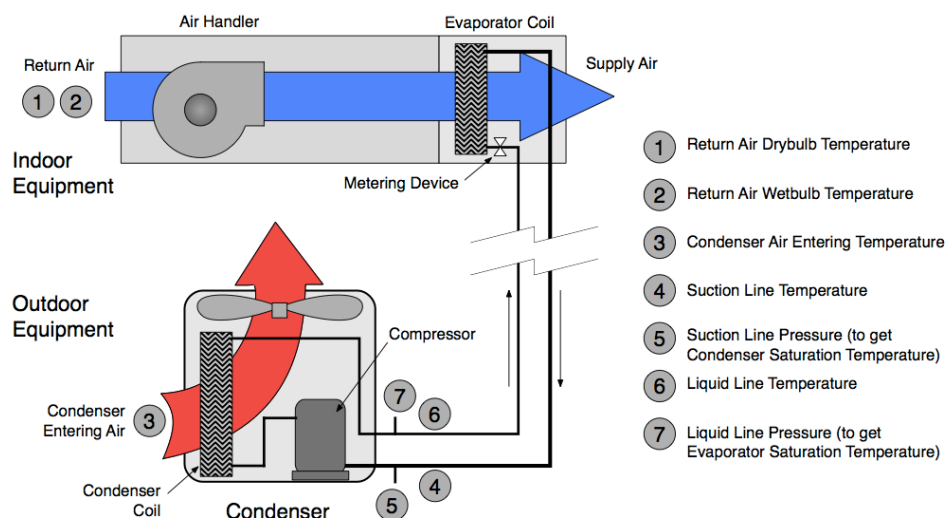 Air Handler
Evaporator Coil
Return Air
Supply Air
1
2
Indoor
Equipment
Metering Device
1
Return Air Drybulb Temperature
2
Return Air Wetbulb Temperature
3
Condenser Air Entering Temperature
4
Suction Line Temperature
5
Suction Line Pressure (to get
Condenser Saturation Temperature)
6
Liquid Line Temperature
7
Liquid Line Pressure (to get
Evaporator Saturation Temperature)
Outdoor
Equipment
Compressor
Condenser
Entering Air
3
7
6
Condenser
Coil
5
4
Condenser